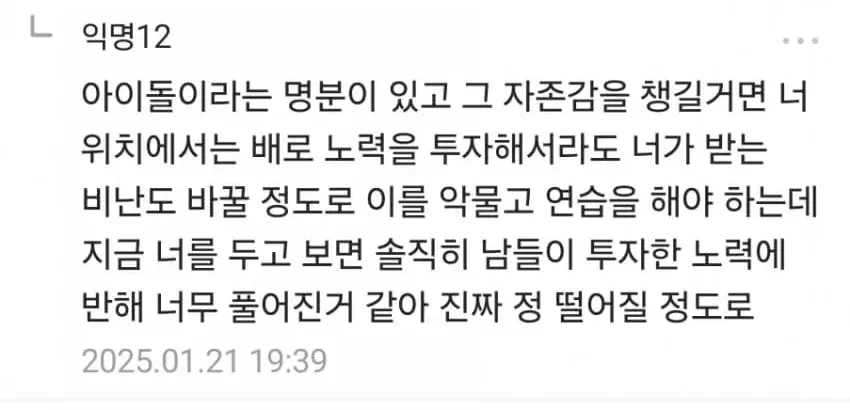 익명12
아이돌이라는 명분이 있고 그 자존감을 챙길거면 너
위치에서는 배로 노력을 투자해서라도 너가 받는
비난도 바꿀 정도로 이를 악물고 연습을 해야 하는데
지금 너를 두고 보면 솔직히 남들이 투자한 노력에
반해 너무 풀어진거 같아 진짜 정 떨어질 정도로
2025.01.21 19:39